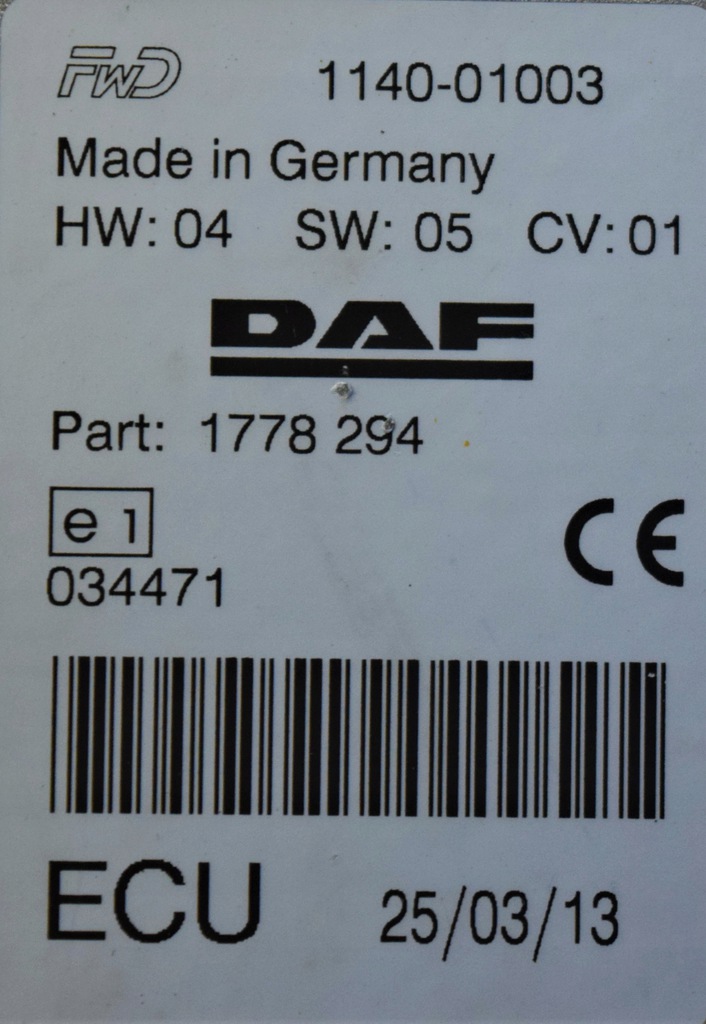 FWD 1140-01003
Made in Germany
HW: 04 SW: 05 CV: 01
DAF
Part: 1778 294
e1
034471
CE
ECU 25/03/13